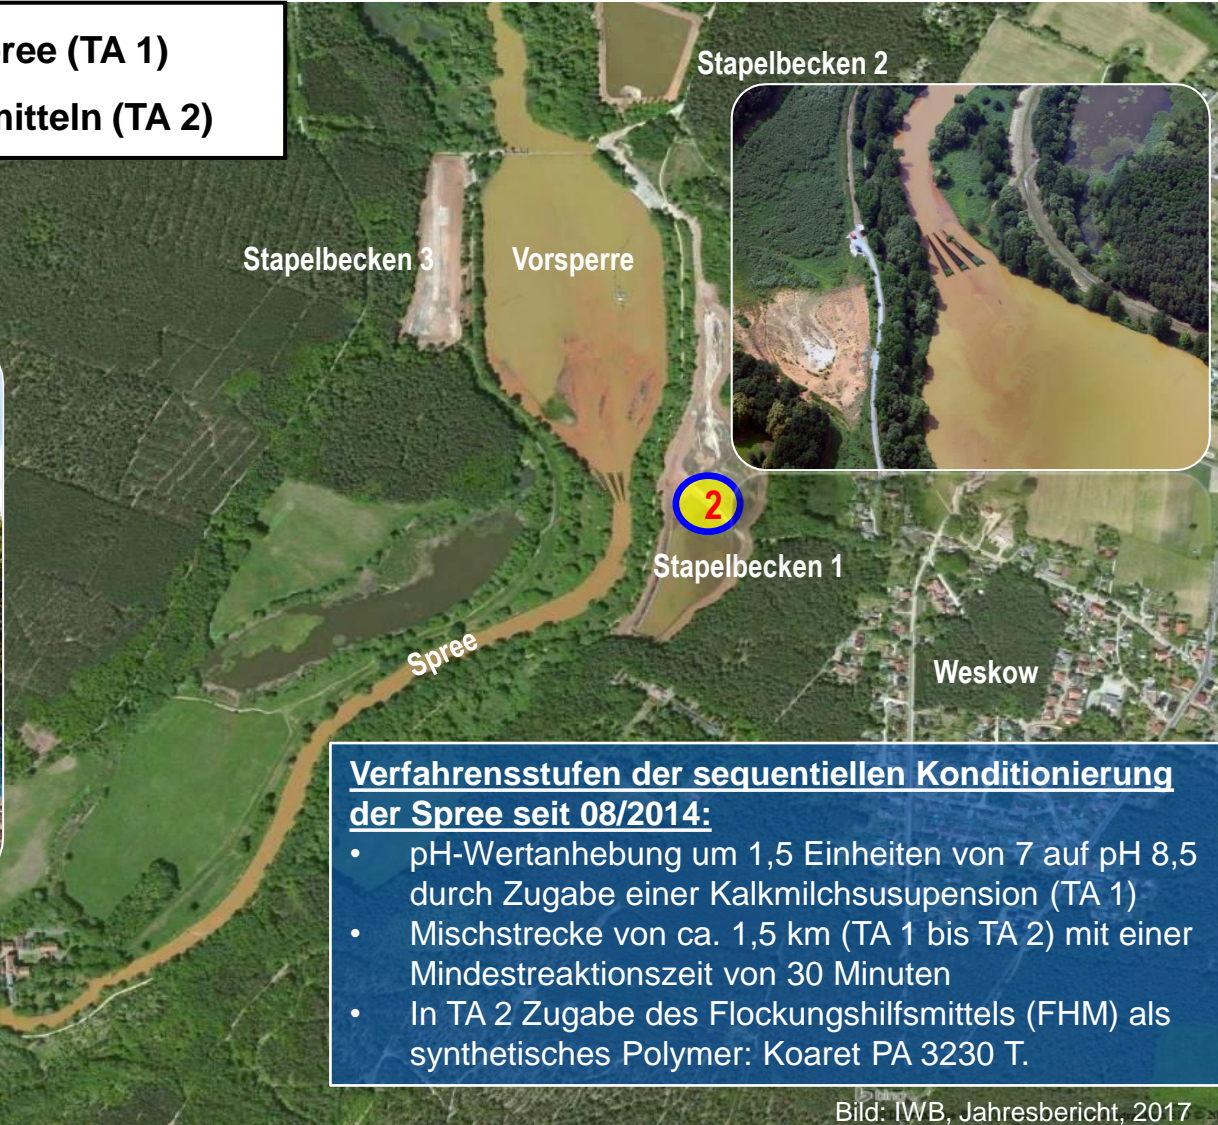 ree (TA 1)
mitteln (TA 2)
Stapelbecken 2
Stapelbecken 3
Vorsperre
2
Stapelbecken 1
Spree
Weskow
Verfahrensstufen der sequentiellen Konditionierung
der Spree seit 08/2014:
• pH-Wertanhebung um 1,5 Einheiten von 7 auf pH 8,5
durch Zugabe einer Kalkmilchsusupension (TA 1)
• Mischstrecke von ca. 1,5 km (TA 1 bis TA 2) mit einer
Mindestreaktionszeit von 30 Minuten
• In TA 2 Zugabe des Flockungshilfsmittels (FHM) als
synthetisches Polymer: Koaret PA 3230 T.
Bild: IWB, Jahresbericht, 2017